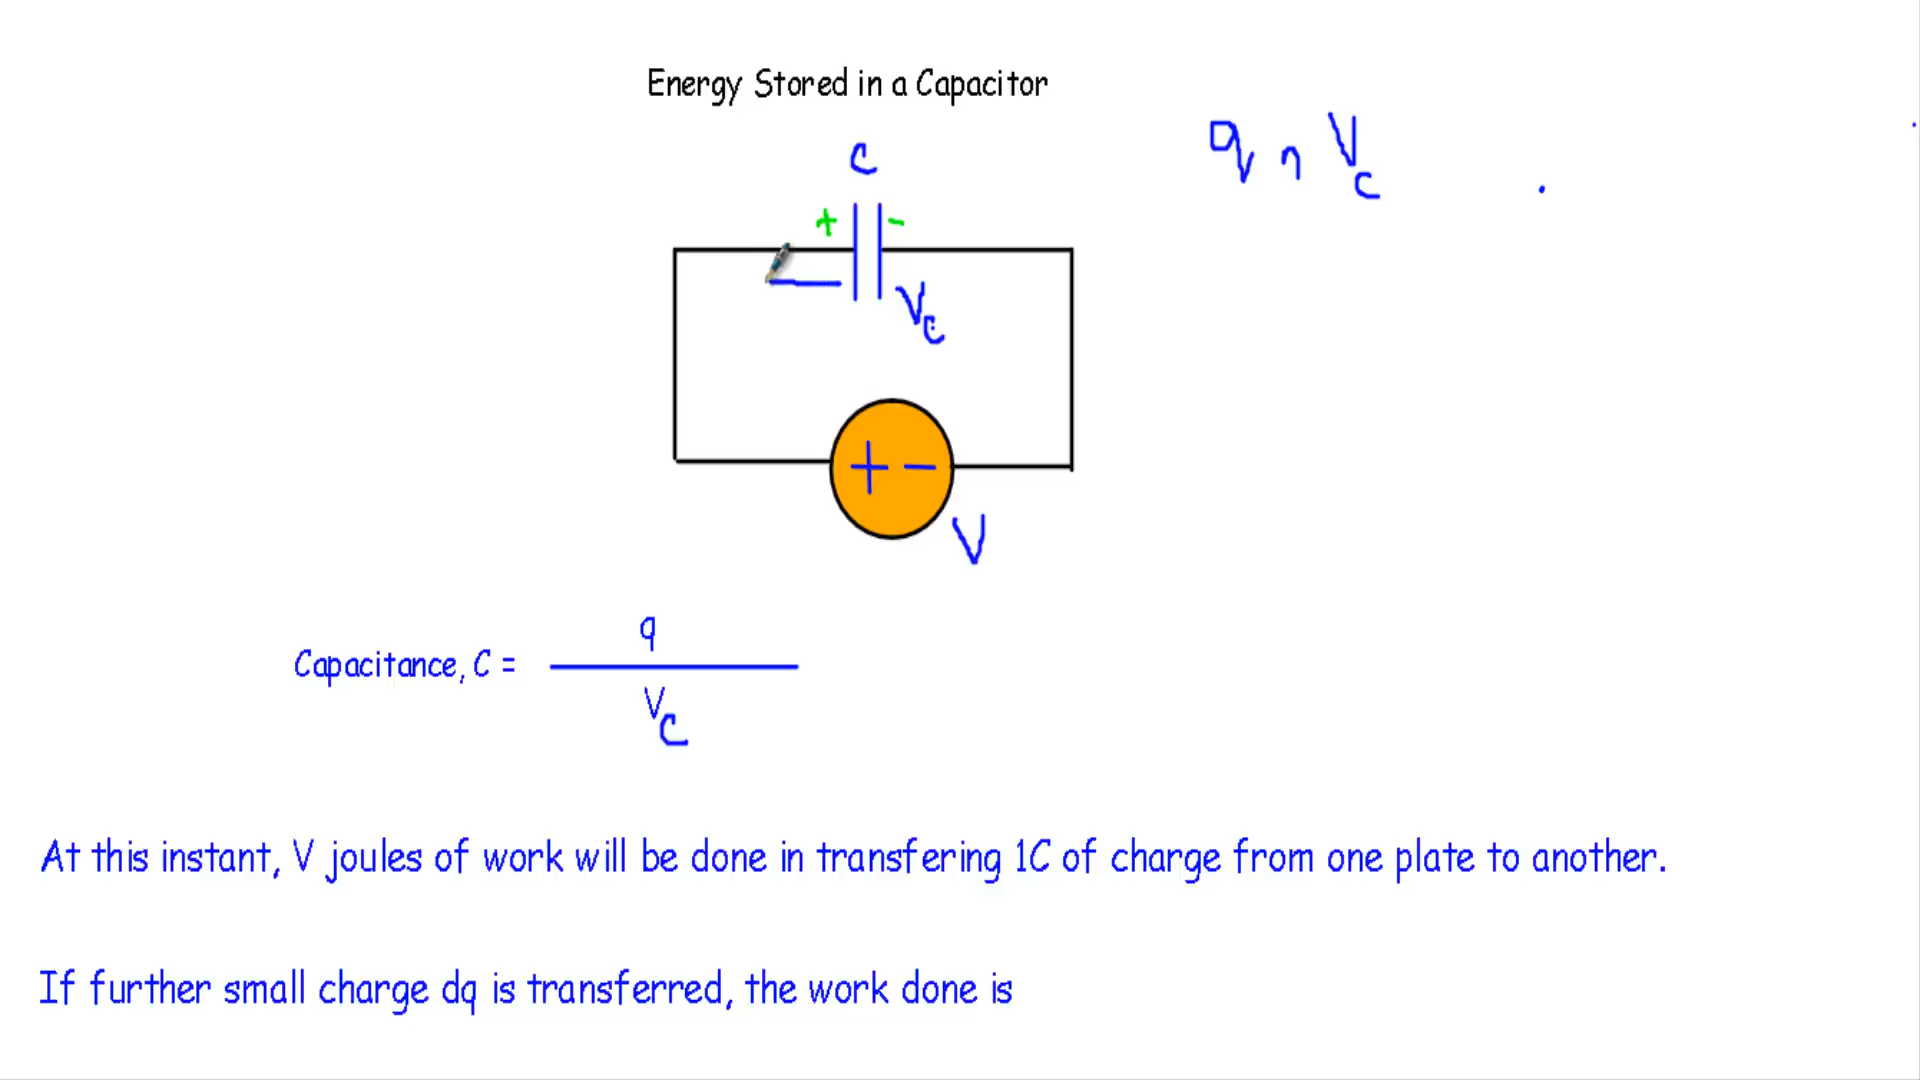 Energy Stored in a Capacitor
C
q n Vc
+ -
Vc
+ -
V
Capacitance, C = q
Vc
At this instant, V joules of work will be done in transfering 1C of charge from one plate to another.
If further small charge dq is transferred, the work done is